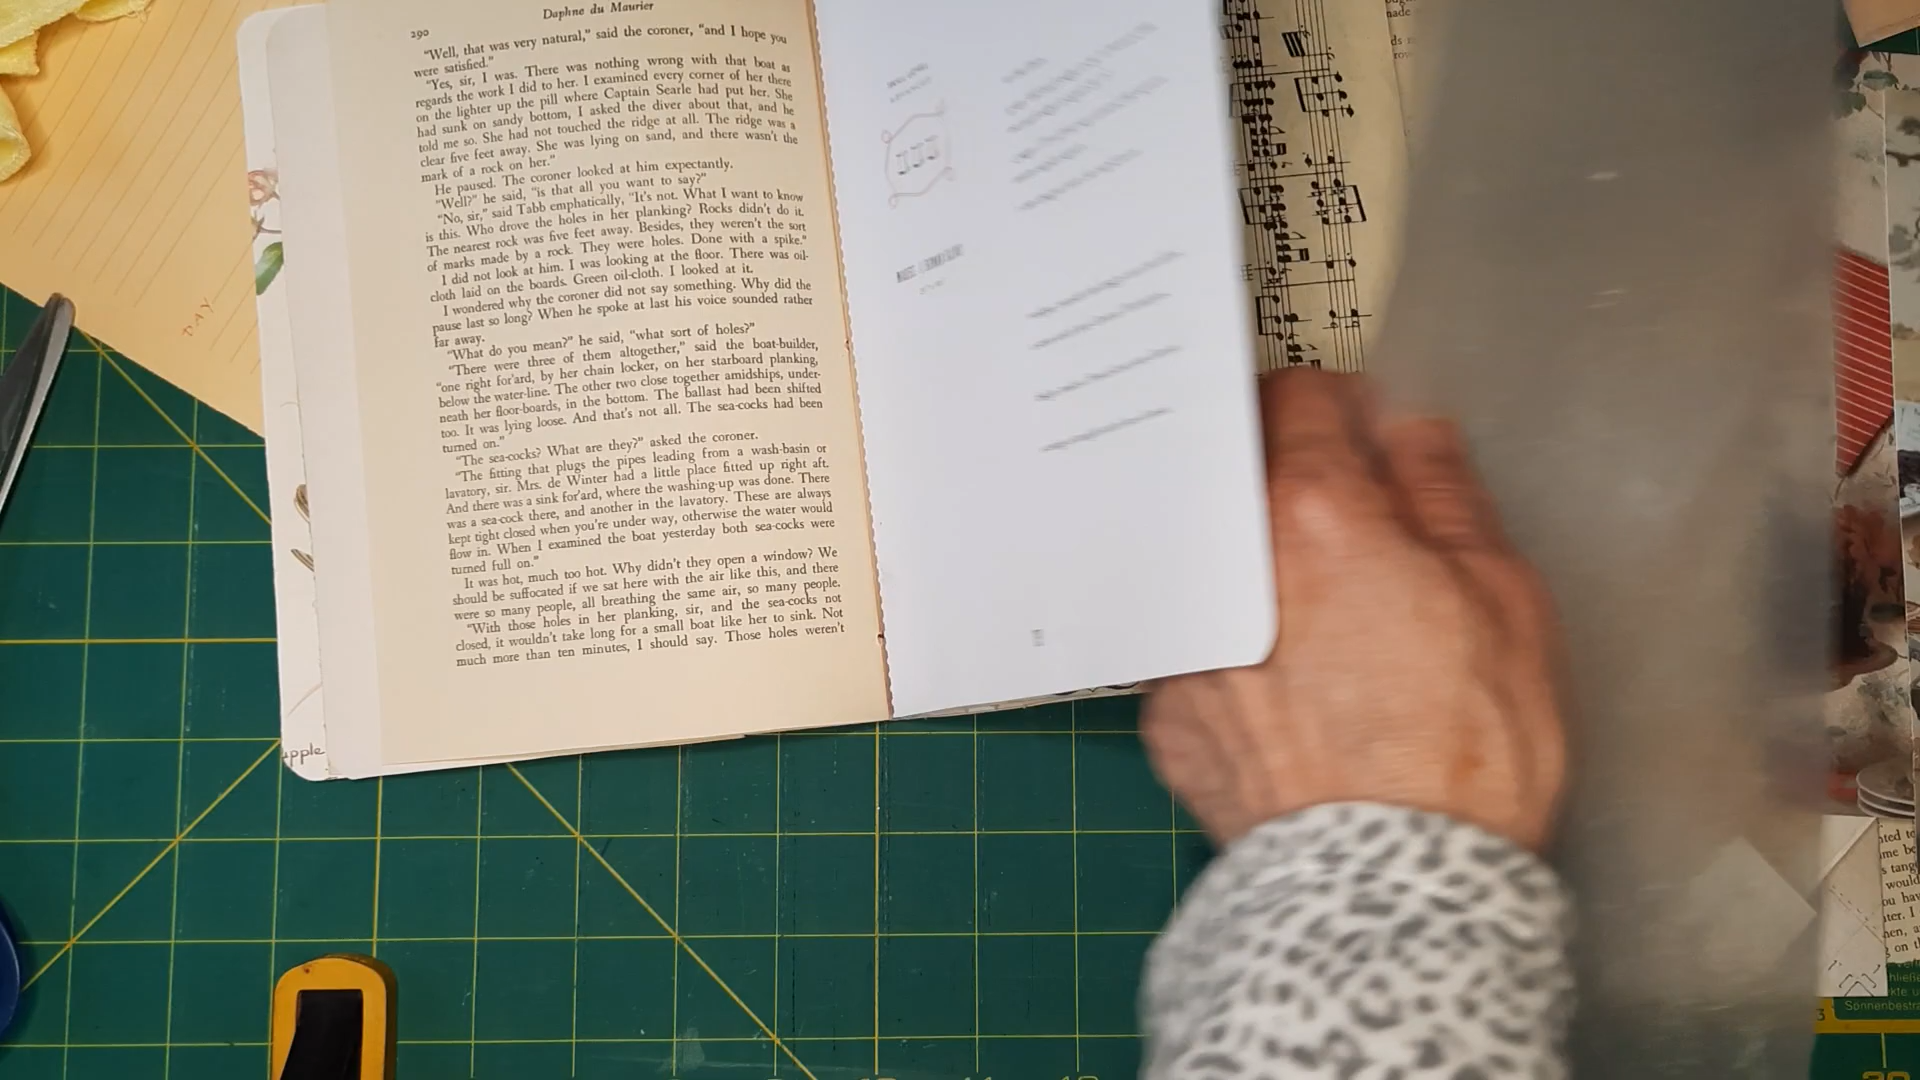 290
Daphne du Maurier
"Well, that was very natural," said the coroner, "and I hope you
were satisfied."
"Yes, sir, I was. There was nothing wrong with that boat as
regards the work I did to her. I examined every corner of her there
on the lighter up the pill where Captain Searle had put her. She
had sunk on sandy bottom, I asked the diver about that, and he
told me so. She had not touched the ridge at all. The ridge was a
clear five feet away. She was lying on sand, and there wasn't the
mark of a rock on her."
He paused. The coroner looked at him expectantly.
"Well?" he said, "is that all you want to say?"
"No, sir," said Tabb emphatically, "It's not. What I want to know
is this. Who drove the holes in her planking? Rocks didn't do it.
The nearest rock was five feet away. Besides, they weren't the sort
of marks made by a rock. They were holes. Done with a spike."
I did not look at him. I was looking at the floor. There was oil-
cloth laid on the boards. Green oil-cloth. I looked at it.
I wondered why the coroner did not say something. Why did the
pause last so long? When he spoke at last his voice sounded rather
far away.
"What do you mean?" he said, "what sort of holes?"
"There were three of them altogether," said the boat-builder,
"one right for'ard, by her chain locker, on her starboard planking,
below the water-line. The other two close together amidships, under-
neath her floor-boards, in the bottom. The ballast had been shifted
too. It was lying loose. And that's not all. The sea-cocks had been
turned on."
"The sea-cocks? What are they?" asked the coroner.
"The fitting that plugs the pipes leading from a wash-basin or
lavatory, sir. Mrs. de Winter had a little place fitted up right aft.
And there was a sink for'ard, where the washing-up was done. There
was a sea-cock there, and another in the lavatory. These are always
kept tight closed when you're under way, otherwise the water would
flow in. When I examined the boat yesterday both sea-cocks were
turned full on."
It was hot, much too hot. Why didn't they open a window? We
should be suffocated if we sat here with the air like this, and there
were so many people, all breathing the same air, so many people.
"With those holes in her planking, sir, and the sea-cocks not
closed, it wouldn't take long for a small boat like her to sink. Not
much more than ten minutes, I should say. Those holes weren't
DAY
apple
made
would
on
Sonnenbestra
3